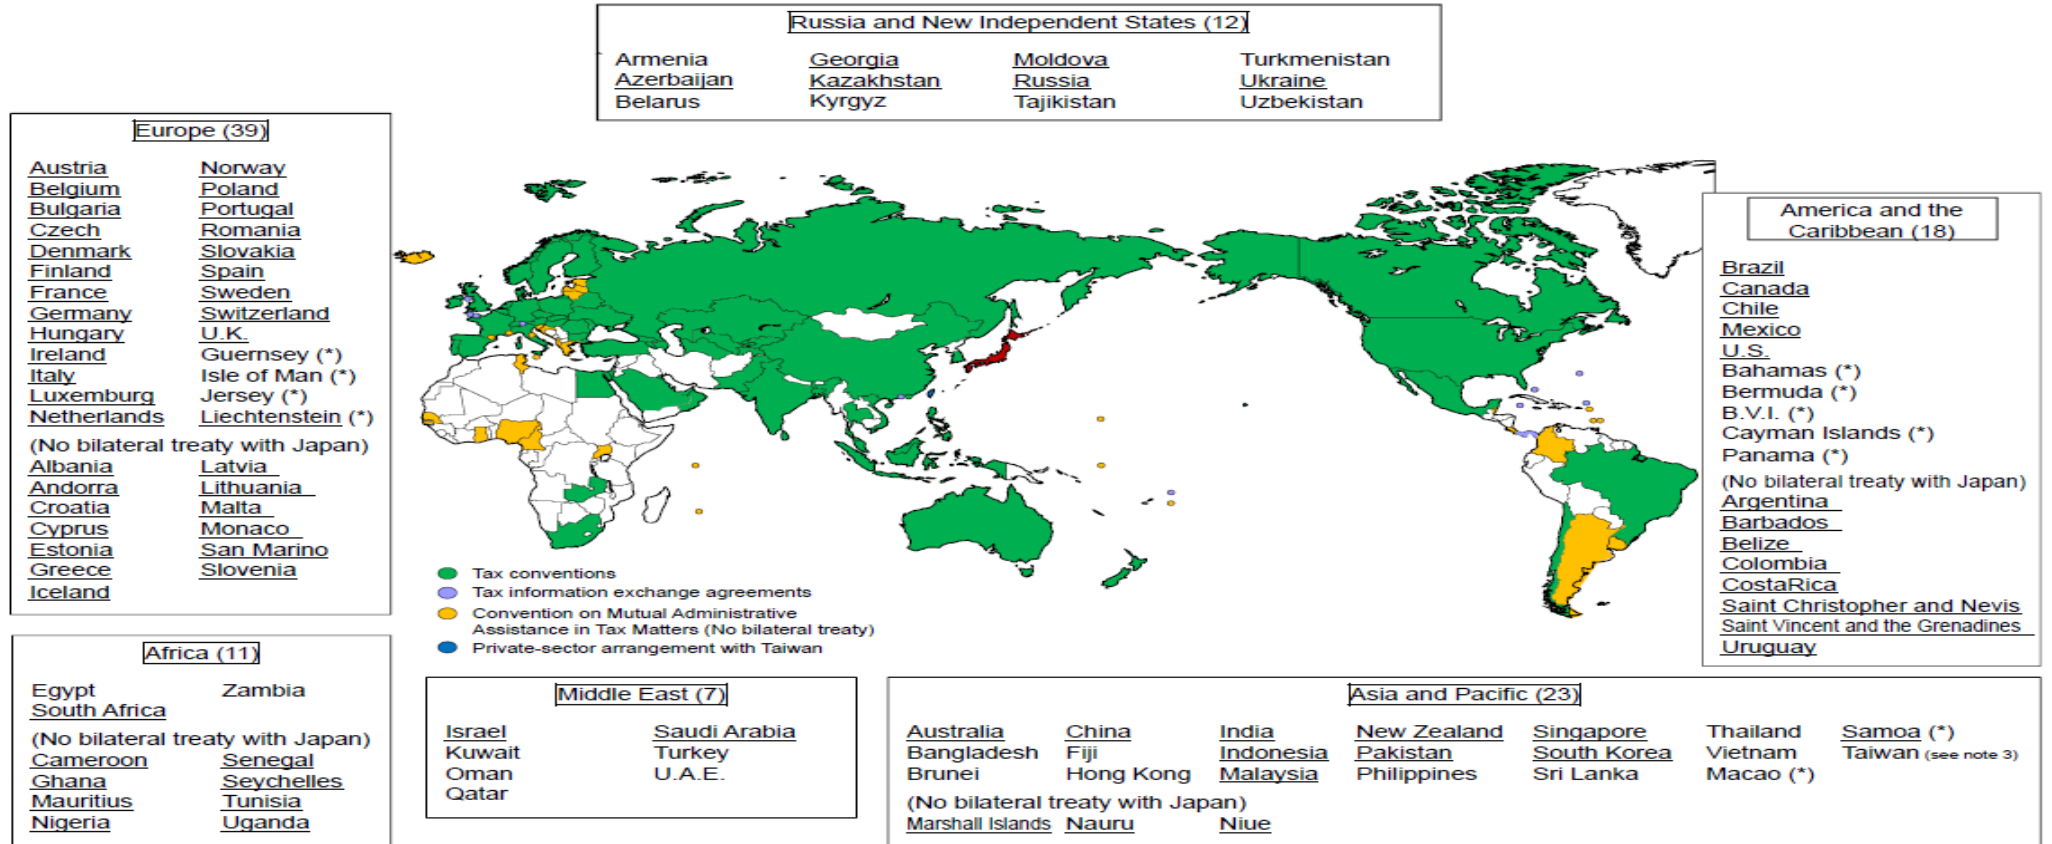 Russia and New Independent States (12)
Armenia Georgia Moldova Turkmenistan
Azerbaijan Kazakhstan Russia Ukraine
Belarus Kyrgyz Tajikistan Uzbekistan
Europe (39)
Austria Norway
Belgium Poland
Bulgaria Portugal
Czech Romania
Denmark Slovakia
Finland Spain
France Sweden
Germany Switzerland
Hungary U.K.
Ireland Guernsey (*)
Italy Isle of Man (*)
Luxemburg Jersey (*)
Netherlands Liechtenstein (*)
(No bilateral treaty with Japan)
Albania Latvia
Andorra Lithuania
Croatia Malta
Cyprus Monaco
Estonia San Marino
Greece Slovenia
Iceland
America and the
Caribbean (18)
Brazil
Canada
Chile
Mexico
U.S.
Bahamas (*)
Bermuda (*)
B.V.I. (*)
Cayman Islands (*)
Panama (*)
(No bilateral treaty with Japan)
Argentina
Barbados
Belize
Colombia
CostaRica
Saint Christopher and Nevis
Saint Vincent and the Grenadines
Uruguay
Tax conventions
Tax information exchange agreements
Convention on Mutual Administrative
Assistance in Tax Matters (No bilateral treaty)
Private-sector arrangement with Taiwan
Africa (11)
Egypt Zambia
South Africa
(No bilateral treaty with Japan)
Cameroon Senegal
Ghana Seychelles
Mauritius Tunisia
Nigeria Uganda
Middle East (7)
Israel Saudi Arabia
Kuwait Turkey
Oman U.A.E.
Qatar
Asia and Pacific (23)
Australia China India New Zealand Singapore Thailand Samoa (*)
Bangladesh Fiji Indonesia Pakistan South Korea Vietnam Taiwan (see note 3)
Brunei Hong Kong Malaysia Philippines Sri Lanka Macao (*)
(No bilateral treaty with Japan)
Marshall Islands Nauru Niue